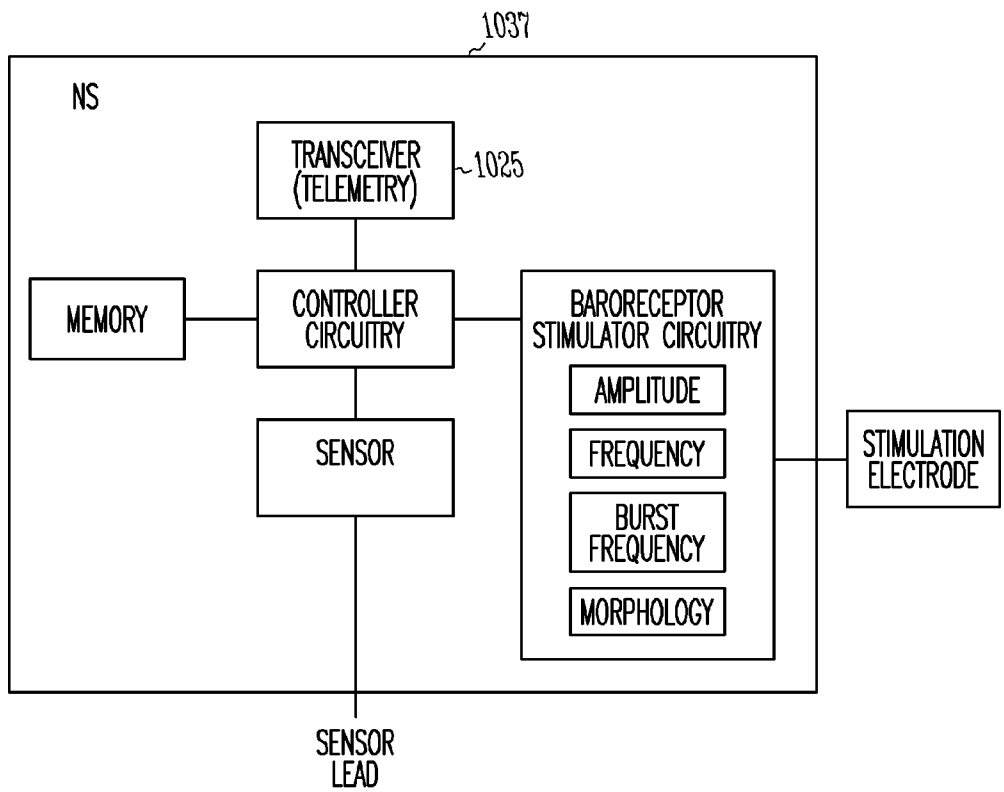 1037
NS
TRANSCEIVER
(TELEMETRY)
1025
MEMORY
CONTROLLER
CIRCUITRY
BARORECEPTOR
STIMULATOR CIRCUITRY
AMPLITUDE
FREQUENCY
BURST
FREQUENCY
MORPHOLOGY
SENSOR
STIMULATION
ELECTRODE
SENSOR
LEAD